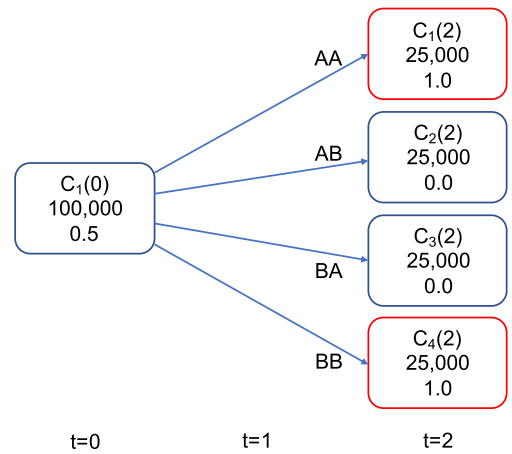 C₁(0)
100,000
0.5
AA
AB
BA
BB
C₁(2)
25,000
1.0
C₂(2)
25,000
0.0
C₃(2)
25,000
0.0
C₄(2)
25,000
1.0
t=0
t=1
t=2